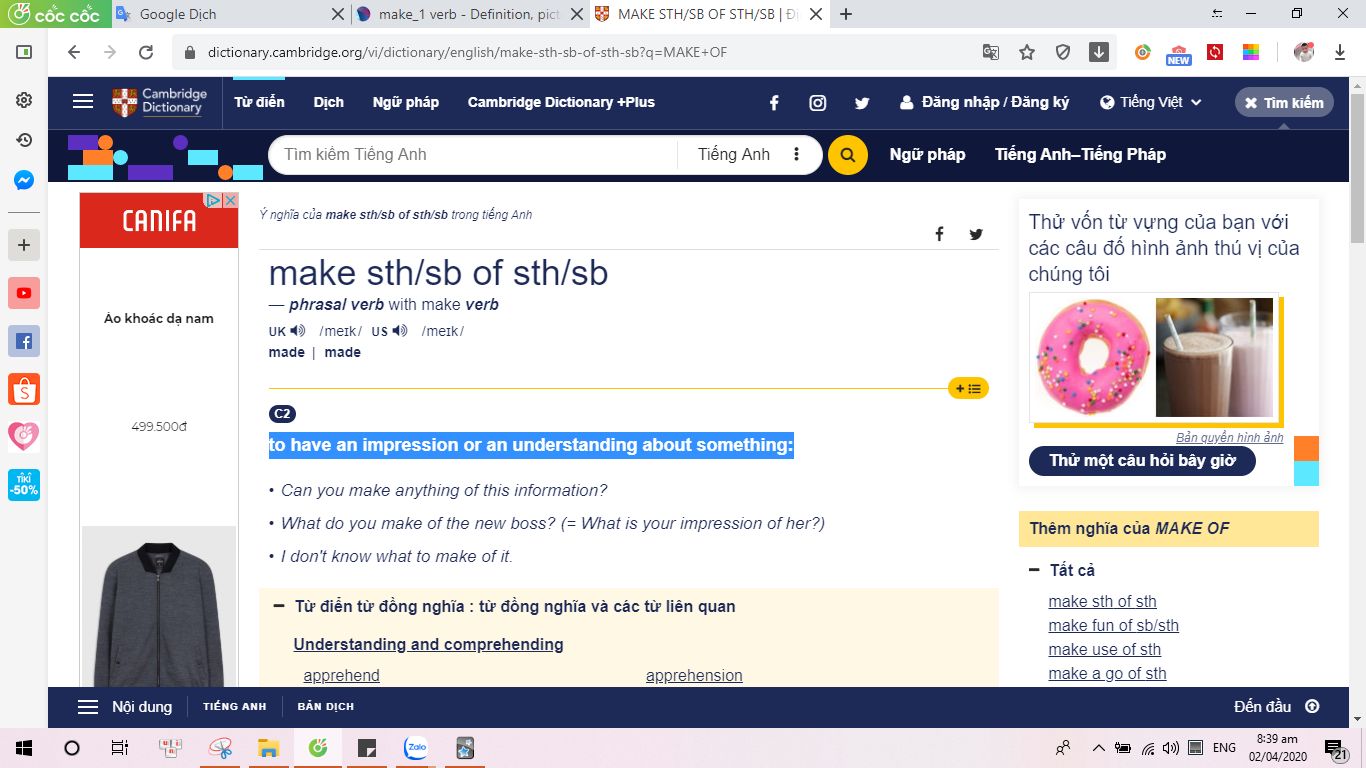 cốc cốc
Google Dịch
make_1 verb - Definition, pict
MAKE STH/SB OF STH/SB | Đị
dictionary.cambridge.org/vi/dictionary/english/make-sth-sb-of-sth-sb?q=MAKE+OF
NEW
Cambridge
Dictionary
Từ điển
Dịch
Ngữ pháp
Cambridge Dictionary +Plus
Đăng nhập / Đăng ký
Tiếng Việt
Tìm kiếm
Tìm kiếm Tiếng Anh
Tiếng Anh
Ngữ pháp
Tiếng Anh–Tiếng Pháp
CANIFA
Áo khoác dạ nam
499.500đ
TIKI
-50%
Ý nghĩa của make sth/sb of sth/sb trong tiếng Anh
make sth/sb of sth/sb
— phrasal verb with make verb
UK /meɪk/ US /meɪk/
made | made
C2
to have an impression or an understanding about something:
• Can you make anything of this information?
• What do you make of the new boss? (= What is your impression of her?)
• I don't know what to make of it.
Từ điển từ đồng nghĩa : từ đồng nghĩa và các từ liên quan
Understanding and comprehending
apprehend
apprehension
Thử vốn từ vựng của bạn với
các câu đố hình ảnh thú vị của
chúng tôi
Bản quyền hình ảnh
Thử một câu hỏi bây giờ
Thêm nghĩa của MAKE OF
Tất cả
make sth of sth
make fun of sb/sth
make use of sth
make a go of sth
Nội dung
TIẾNG ANH
BẢN DỊCH
Đến đầu
Zalo
ENG
8:39 am
02/04/2020
21